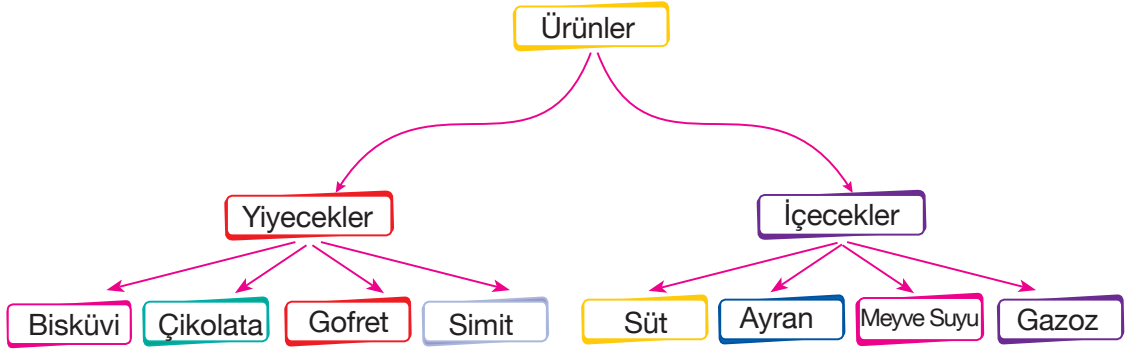 Ürünler
Yiyecekler
İçecekler
Bisküvi
Çikolata
Gofret
Simit
Süt
Ayran
Meyve Suyu
Gazoz